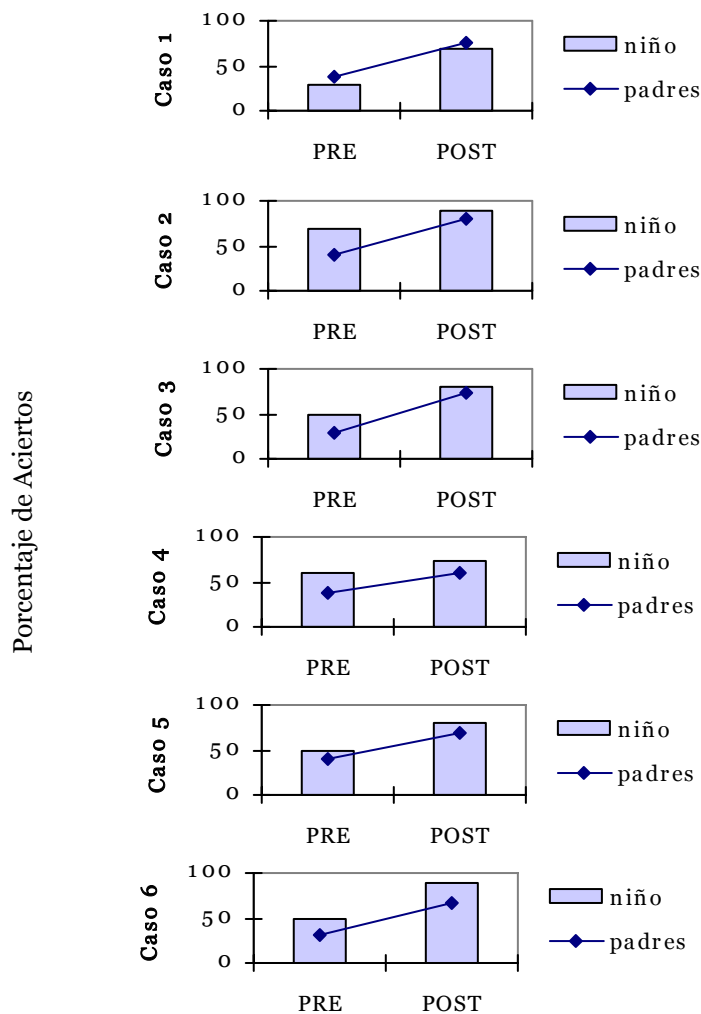 Porcentaje de Aciertos
Caso 1
100
50
0
PRE POST
niño
padres
Caso 2
100
50
0
PRE POST
niño
padres
Caso 3
100
50
0
PRE POST
niño
padres
Caso 4
100
50
0
PRE POST
niño
padres
Caso 5
100
50
0
PRE POST
niño
padres
Caso 6
100
50
0
PRE POST
niño
padres